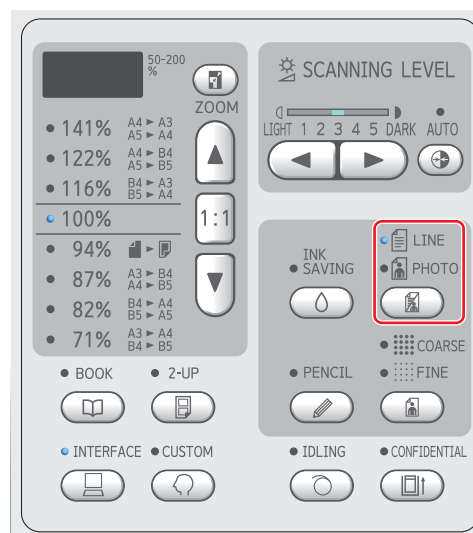 50-200
%
ZOOM
141% A4 ► A3
A5 ► A4
122% A4 ► B4
A5 ► B5
116% B4 ► A3
B5 ► A4
100%
1:1
94%
87% A3 ► B4
A4 ► B5
82% B4 ► A4
B5 ► A5
71% A3 ► A4
B4 ► B5
BOOK
2-UP
INTERFACE
CUSTOM
SCANNING LEVEL
LIGHT 1 2 3 4 5 DARK AUTO
INK
SAVING
LINE
PHOTO
COARSE
PENCIL
FINE
IDLING
CONFIDENTIAL